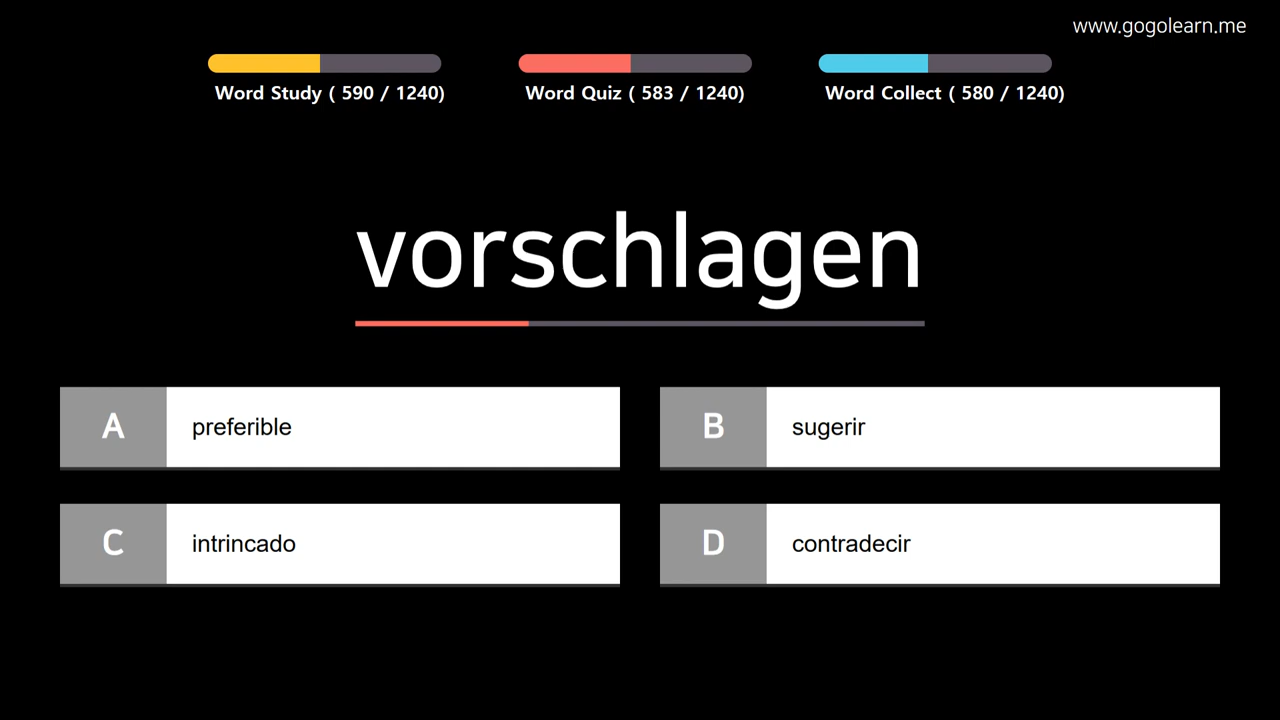 www.gogolearn.me
Word Study ( 590 / 1240)
Word Quiz ( 583 / 1240)
Word Collect ( 580 / 1240)
vorschlagen
A preferible
B sugerir
C intrincado
D contradecir